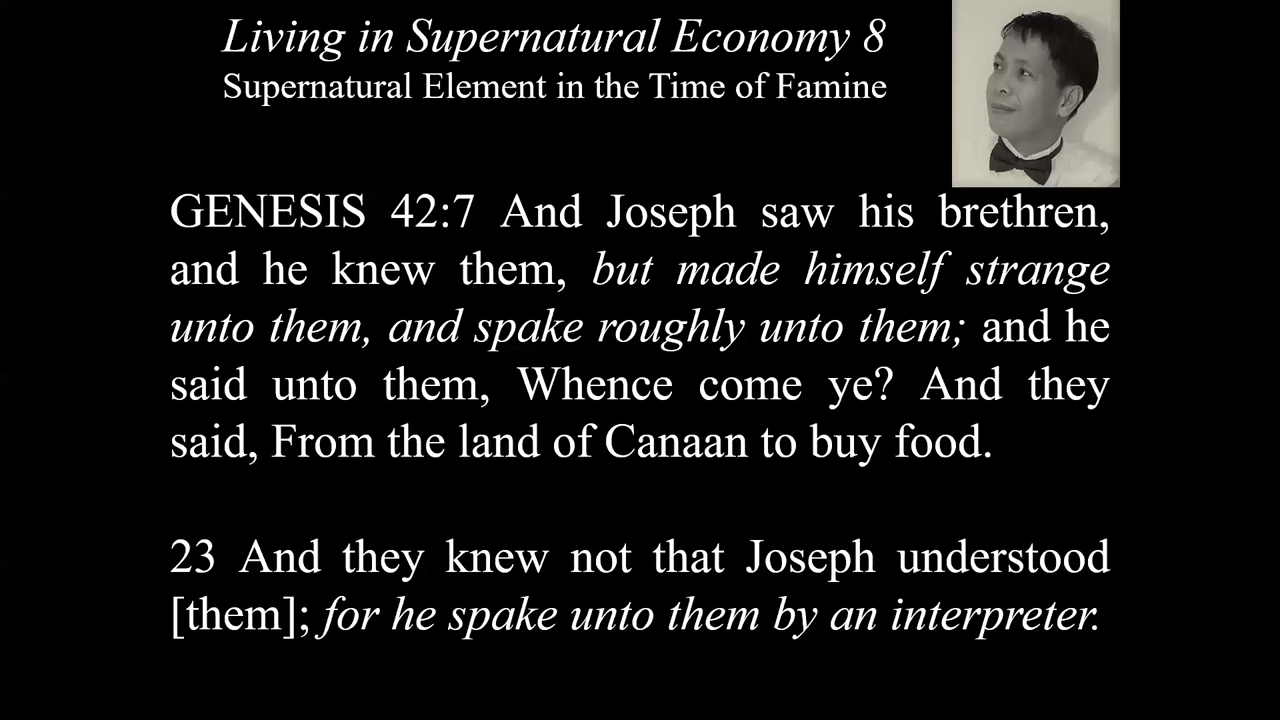 Living in Supernatural Economy 8
Supernatural Element in the Time of Famine
GENESIS 42:7 And Joseph saw his brethren,
and he knew them, but made himself strange
unto them, and spake roughly unto them; and he
said unto them, Whence come ye? And they
said, From the land of Canaan to buy food.
23 And they knew not that Joseph understood
[them]; for he spake unto them by an interpreter.